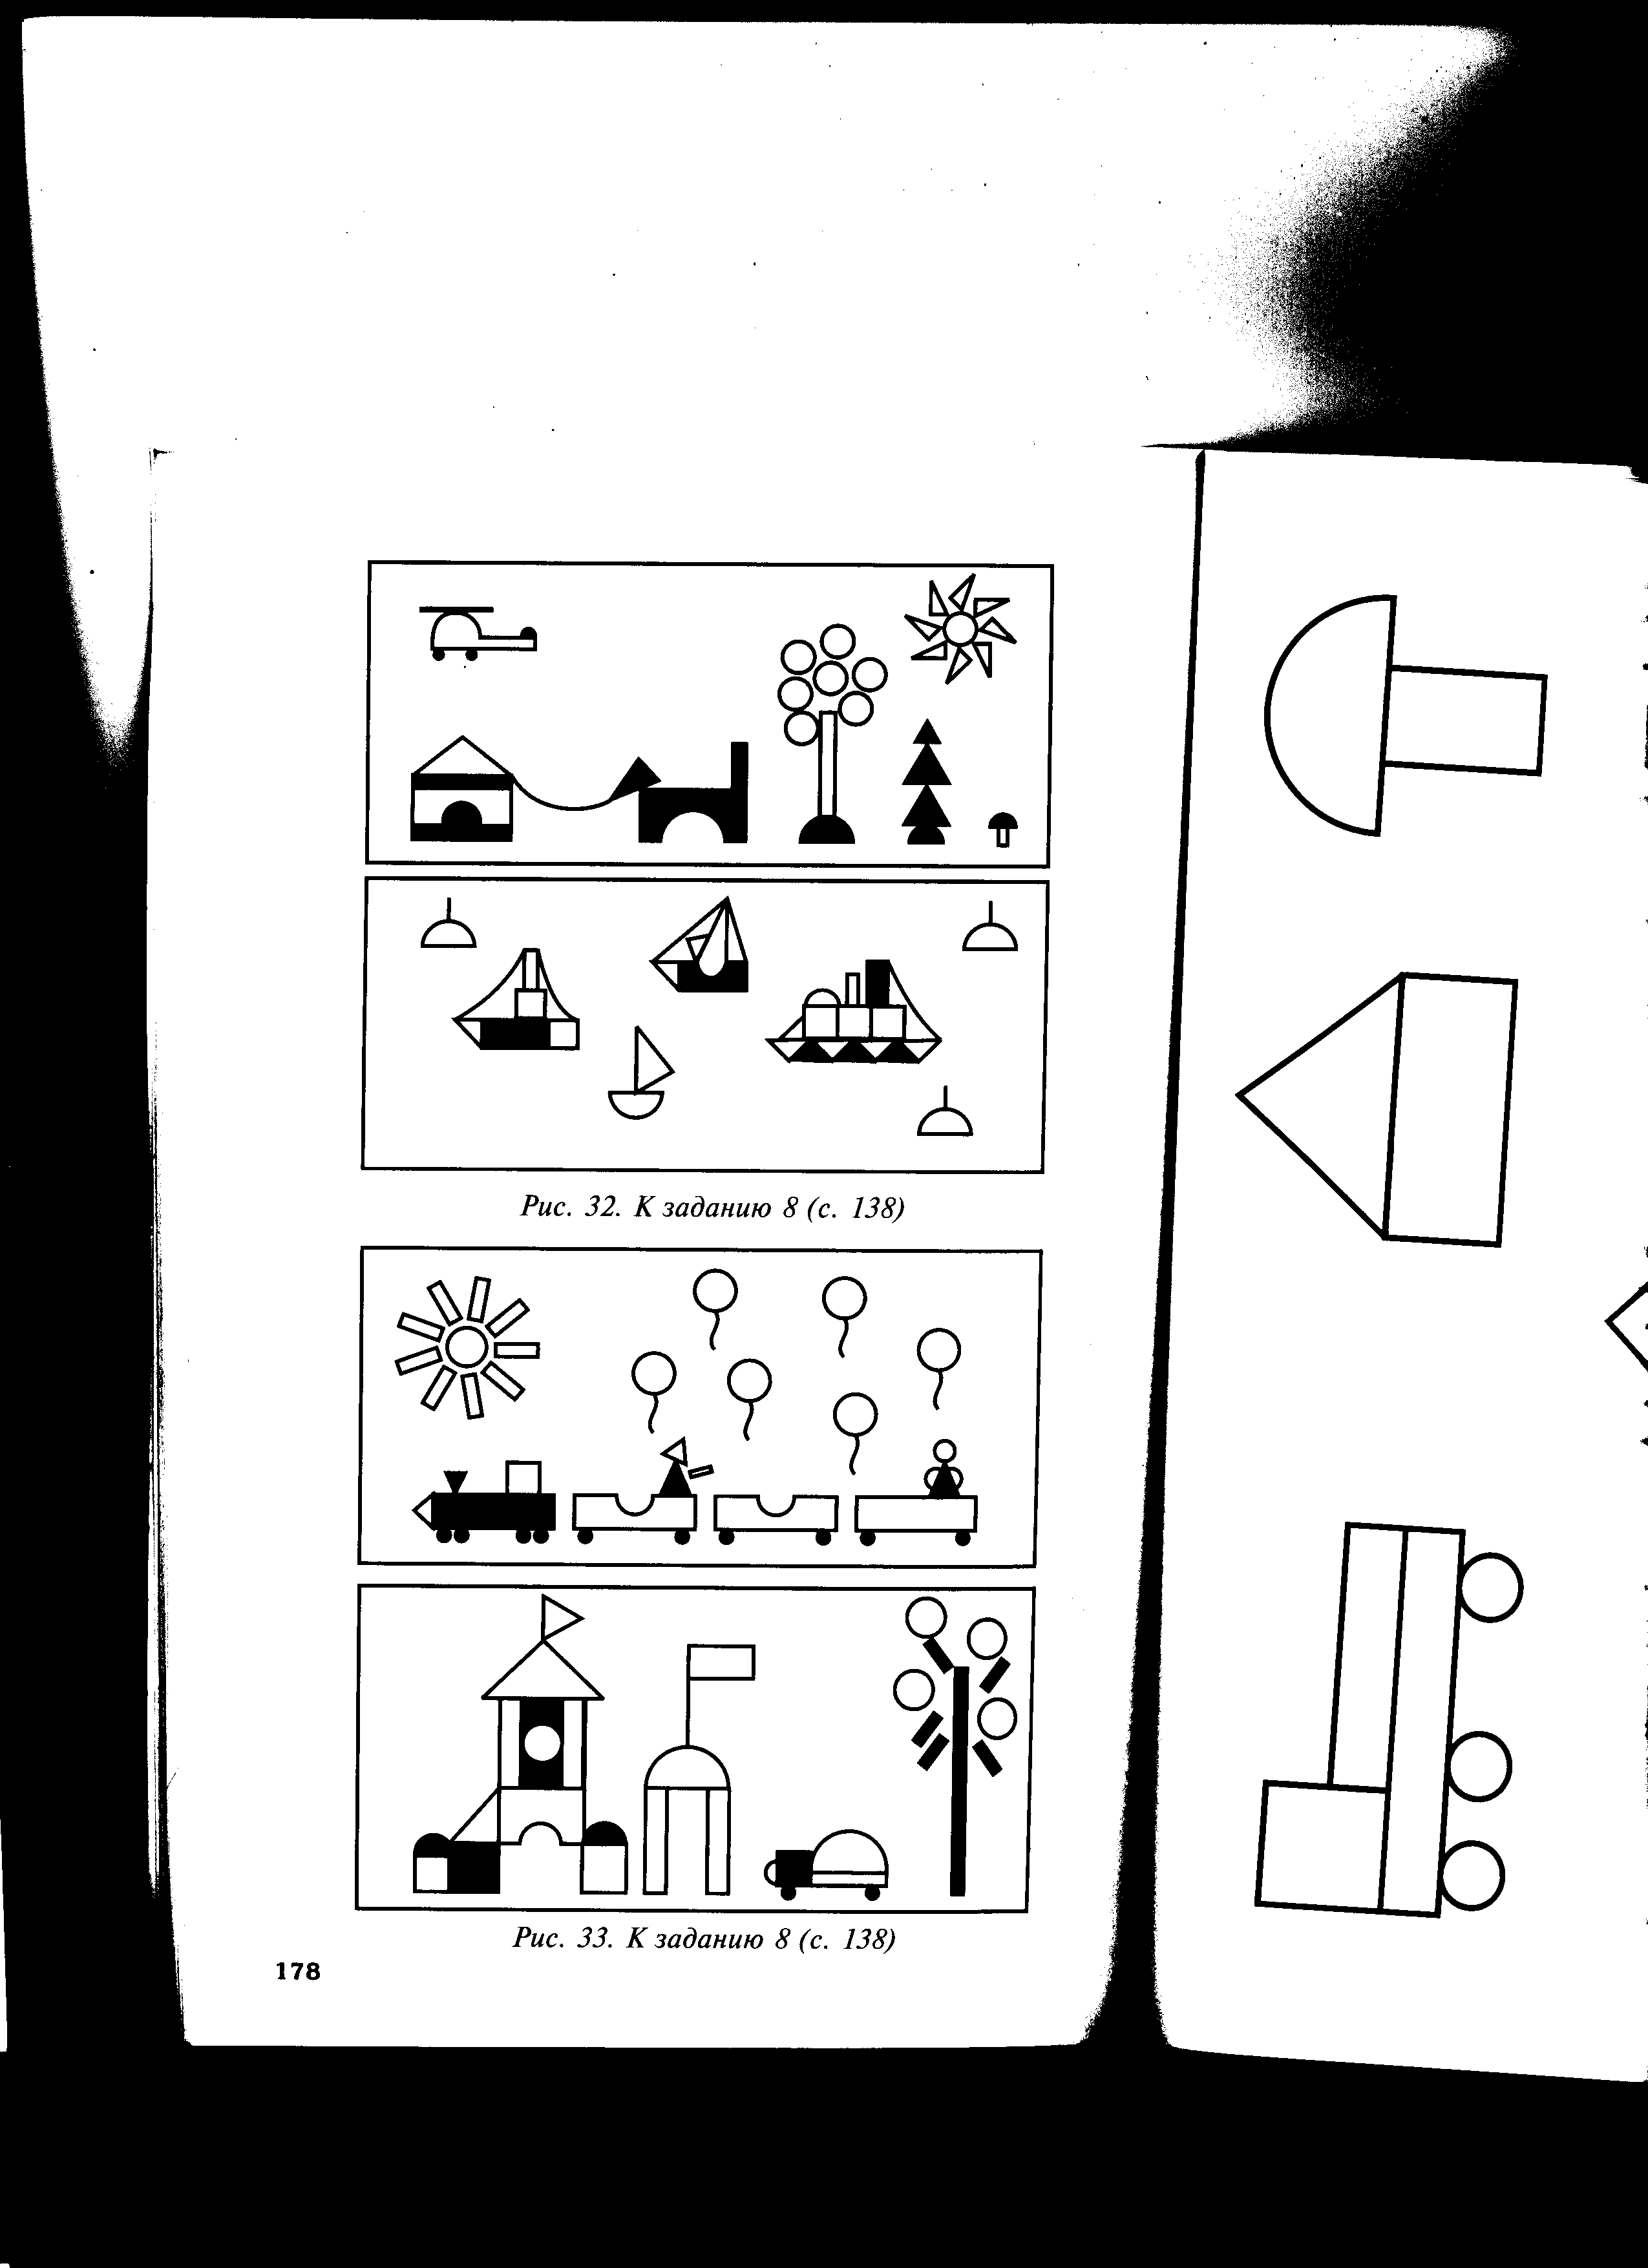 Рис. 32. К заданию 8 (с. 138)
Рис. 33. К заданию 8 (с. 138)
178